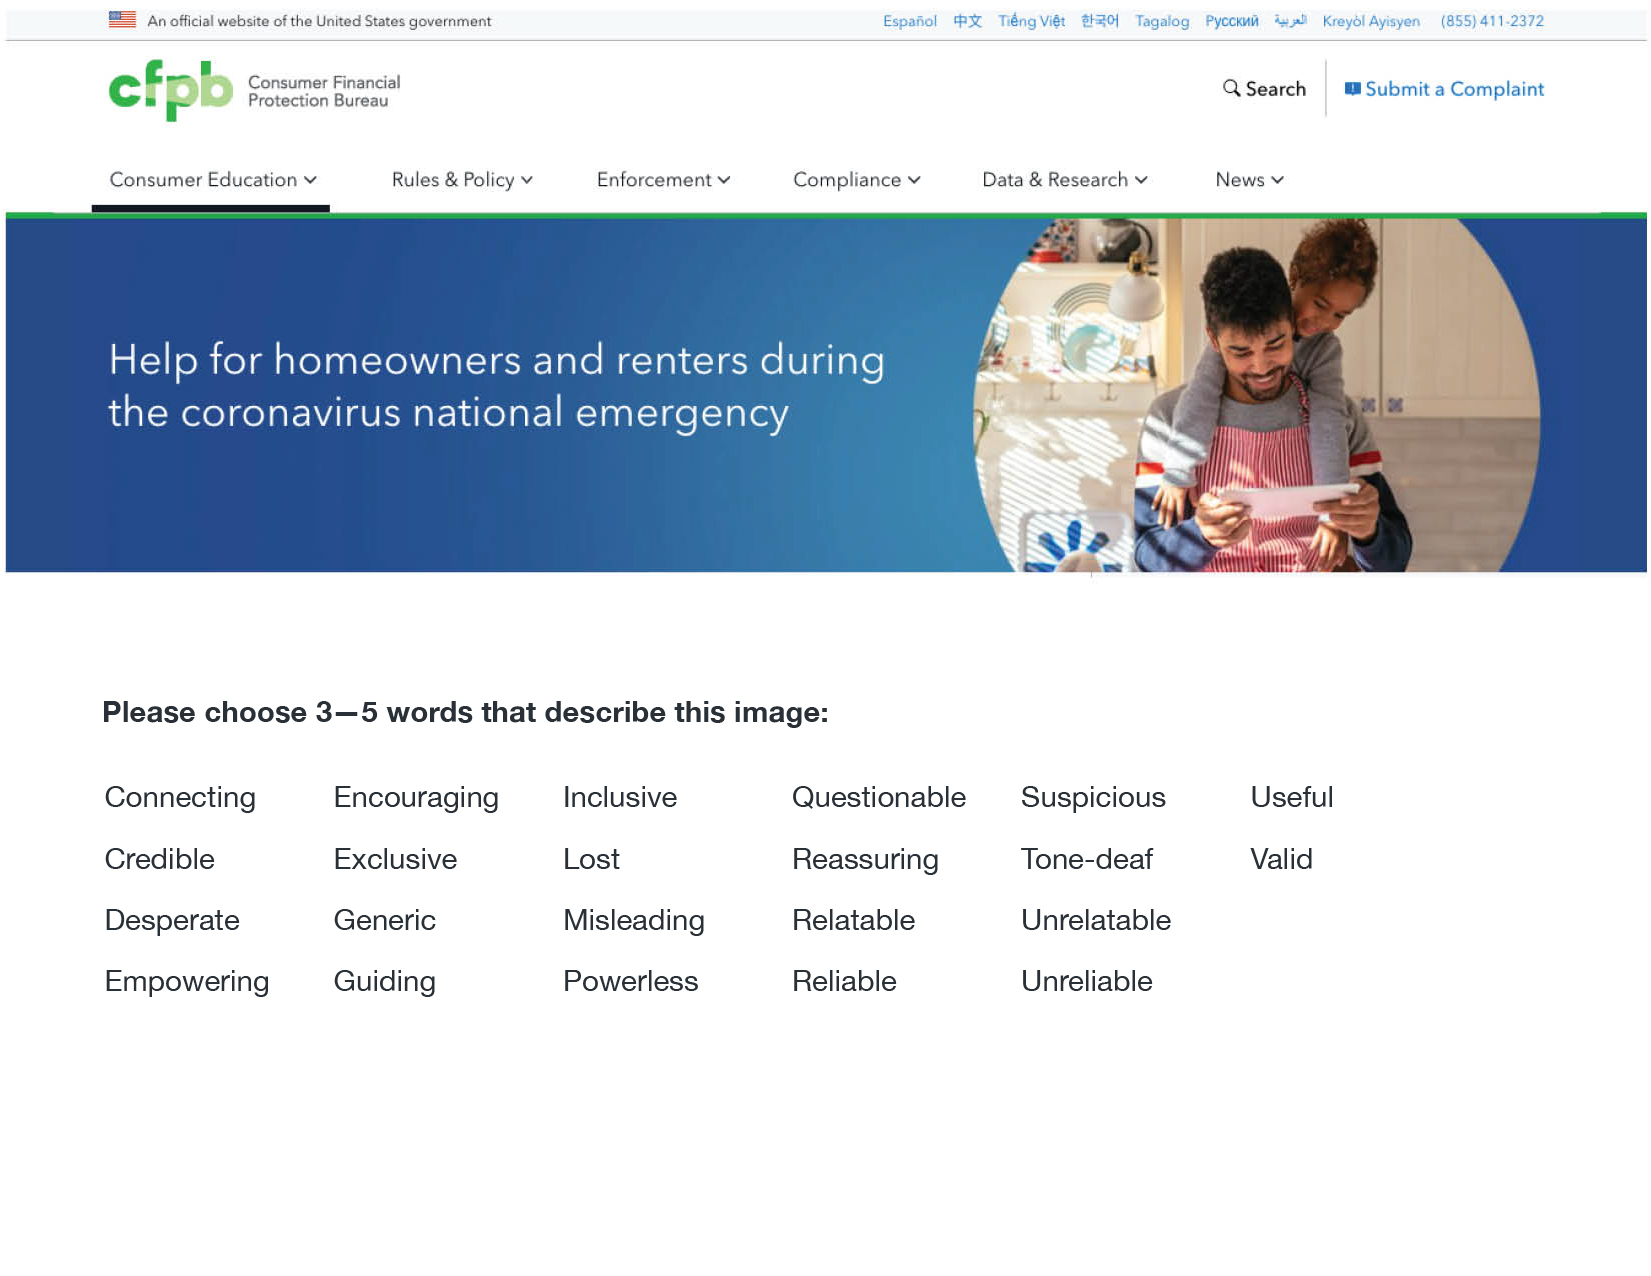 An official website of the United States government
Español 中文 Tiếng Việt 한국어 Tagalog Русский العربية Kreyòl Ayisyen (855) 411-2372
cfpb Consumer Financial
Protection Bureau
Search Submit a Complaint
Consumer Education Rules & Policy Enforcement Compliance Data & Research News
Help for homeowners and renters during
the coronavirus national emergency
Please choose 3—5 words that describe this image:
Connecting Encouraging Inclusive Questionable Suspicious Useful
Credible Exclusive Lost Reassuring Tone-deaf Valid
Desperate Generic Misleading Relatable Unrelatable
Empowering Guiding Powerless Reliable Unreliable